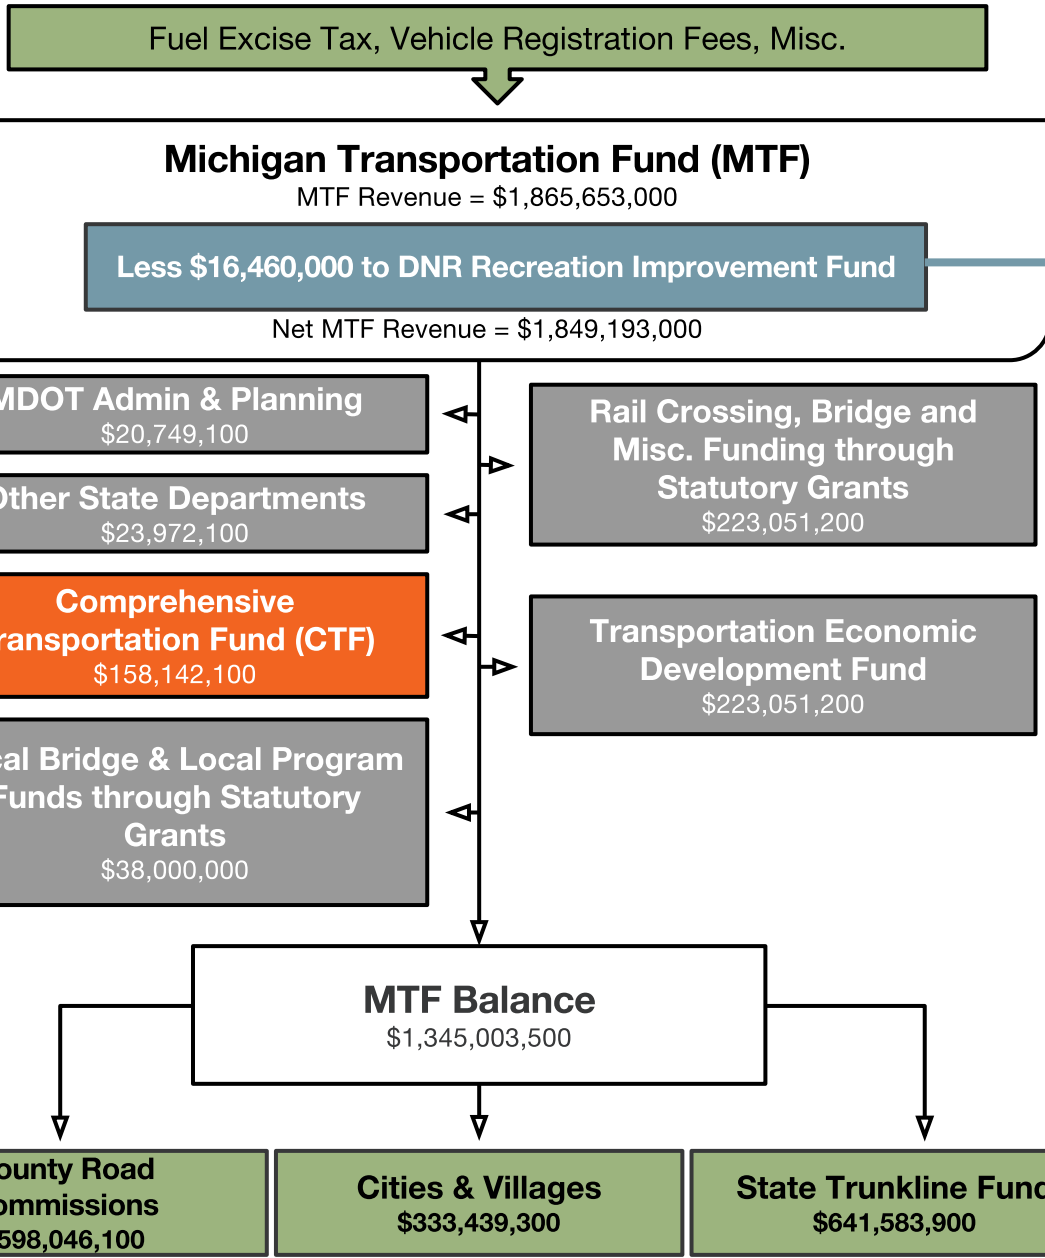 Fuel Excise Tax, Vehicle Registration Fees, Misc.
Michigan Transportation Fund (MTF)
MTF Revenue = $1,865,653,000
Less $16,460,000 to DNR Recreation Improvement Fund
Net MTF Revenue = $1,849,193,000
MDOT Admin & Planning
$20,749,100
Other State Departments
$23,972,100
Comprehensive
ransportation Fund (CTF)
$158,142,100
cal Bridge & Local Program
Funds through Statutory
Grants
$38,000,000
Rail Crossing, Bridge and
Misc. Funding through
Statutory Grants
$223,051,200
Transportation Economic
Development Fund
$223,051,200
MTF Balance
$1,345,003,500
ounty Road
ommissions
598,046,100
Cities & Villages
$333,439,300
State Trunkline Fund
$641,583,900